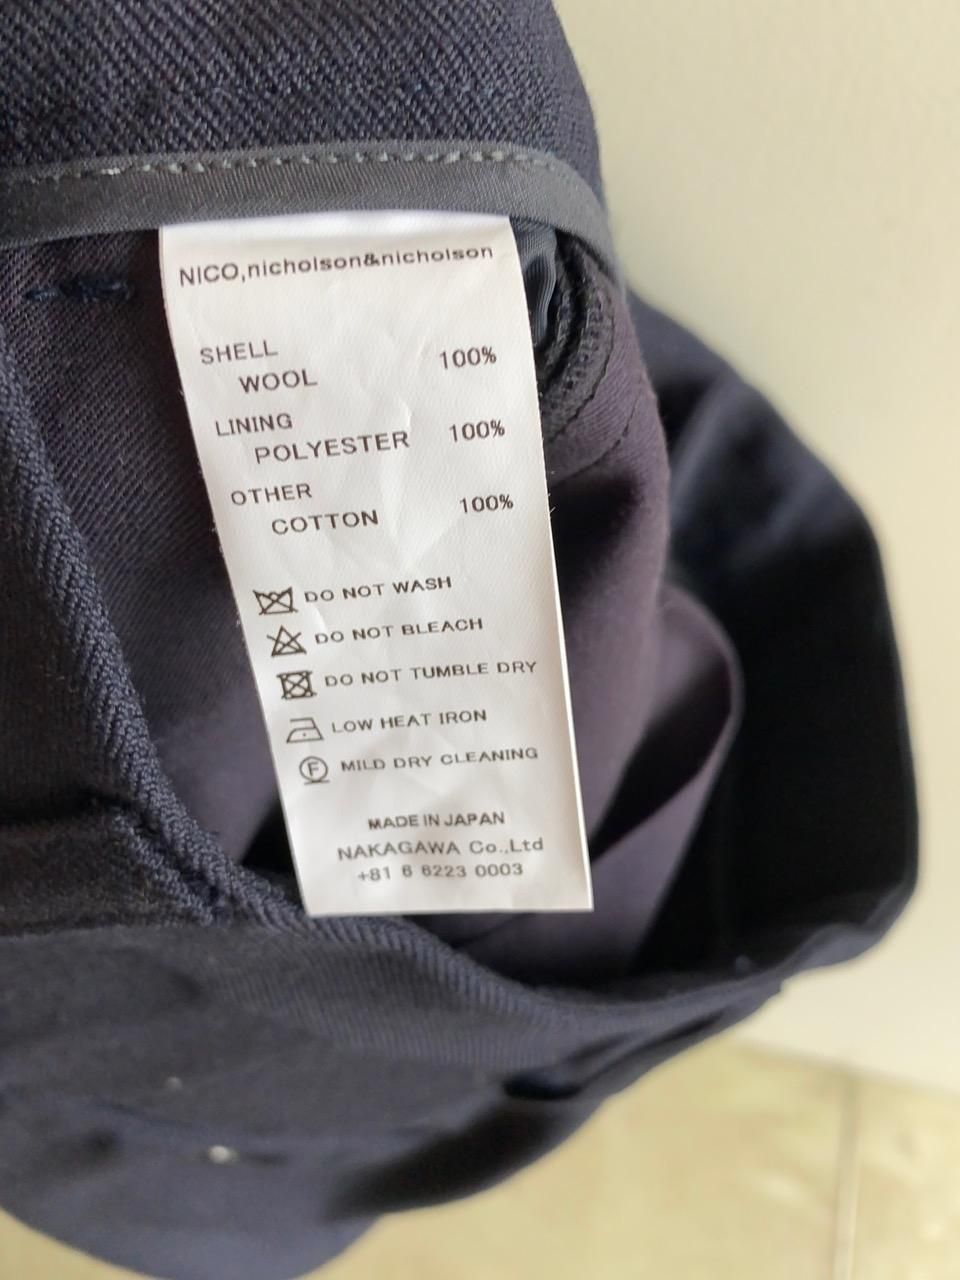 NICO,nicholson&nicholson
SHELL
WOOL 100%
LINING
POLYESTER 100%
OTHER
COTTON 100%
DO NOT WASH
DO NOT BLEACH
DO NOT TUMBLE DRY
LOW HEAT IRON
F MILD DRY CLEANING
MADE IN JAPAN
NAKAGAWA Co.,Ltd
+81 6 6223 0003